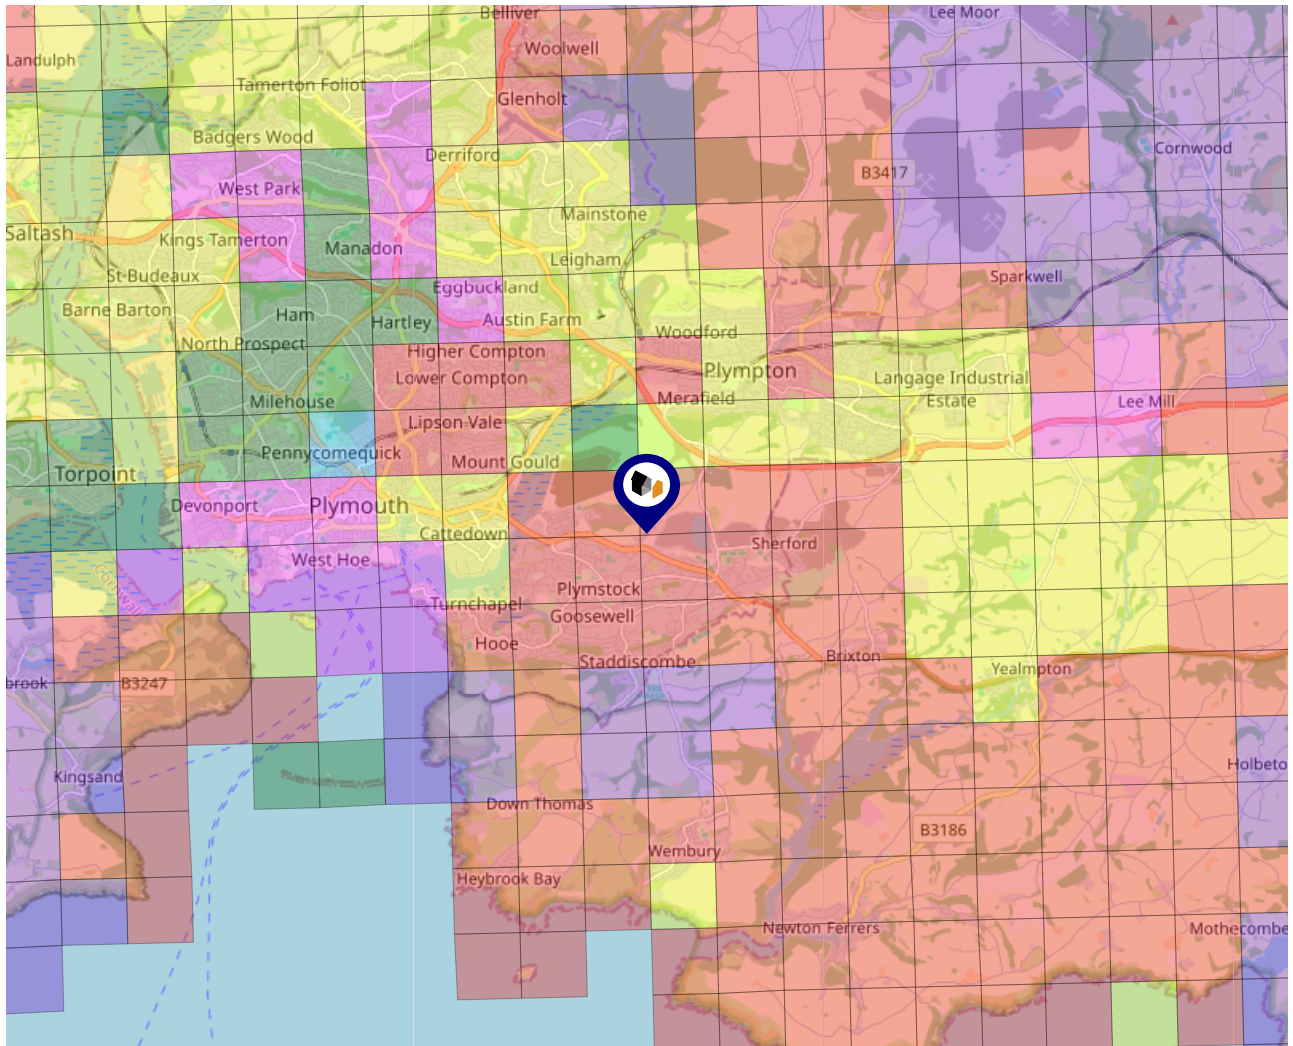 Belliver
Lee Moor
Woolwell
Landulph
Tamerton Foliot
Glenholt
Badgers Wood
Derriford
Cornwood
B3417
West Park
Mainstone
Saltash
Kings Tamerton
Manadon
Leigham
St Budeaux
Sparkwell
Eggbuckland
Barne Barton
Ham
Hartley
Austin Farm
Woodford
North Prospect
Higher Compton
Plympton
Lower Compton
Langage Industrial
Estate
Merafield
Milehouse
Lee Mill
Lipson Vale
Pennycomequick
Mount Gould
Torpoint
Devonport
Plymouth
Cattedown
Sherford
West Hoe
Cornwall
Plymstock
Turnchapel
Goosewell
Hooe
Staddiscombe
Brixton
Yealmpton
brook
B3247
Holbeto
Kingsand
Down Thomas
B3186
Wembury
Heybrook Bay
Newton Ferrers
Mothecombe